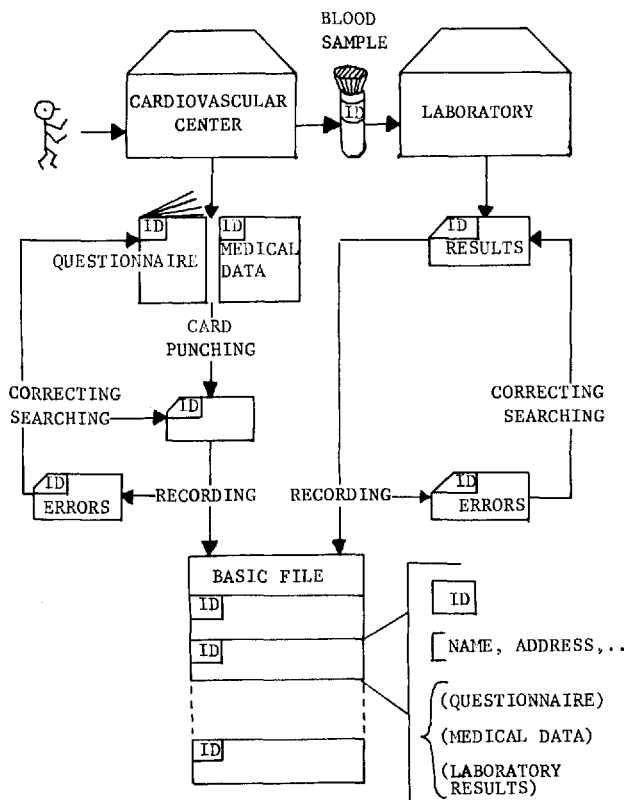 BLOOD
SAMPLE
CARDIOVASCULAR
CENTER
ID
LABORATORY
ID
QUESTIONNAIRE
ID
MEDICAL
DATA
ID
RESULTS
CARD
PUNCHING
CORRECTING
SEARCHING
ID
CORRECTING
SEARCHING
ID
ERRORS
RECORDING
RECORDING
ID
ERRORS
BASIC FILE
ID
ID
ID
ID
NAME, ADDRESS,..
(QUESTIONNAIRE)
(MEDICAL DATA)
(LABORATORY
RESULTS)